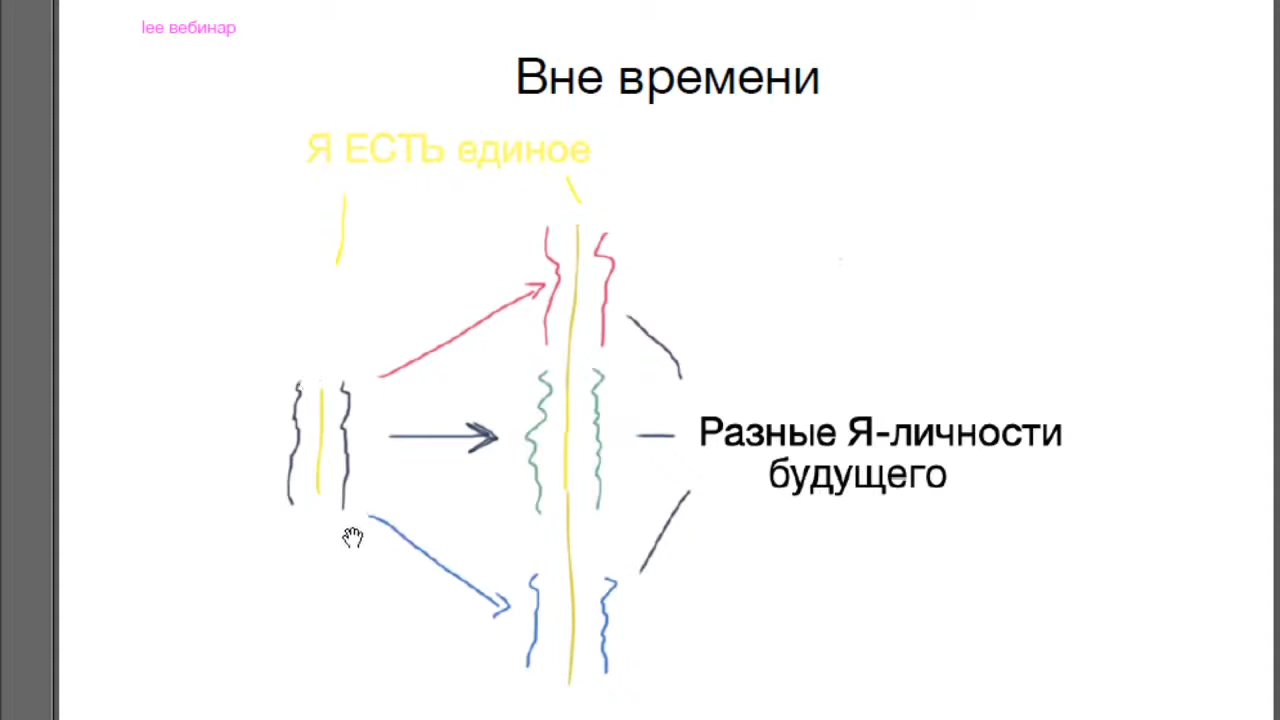 lee вебинар
Вне времени
Я ЕСТЬ единое
Разные Я-личности
будущего